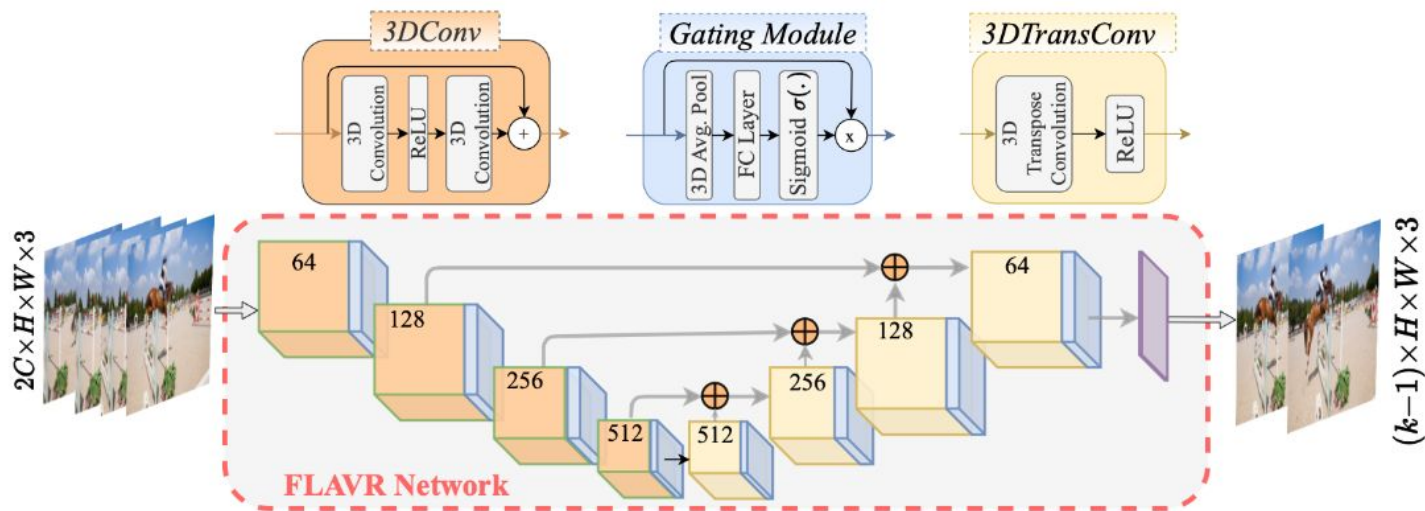 3DConv
Gating Module
3DTransConv
3D
Convolution
ReLU
3D
Convolution
+
3D Avg. Pool
FC Layer
Sigmoid σ(.)
x
3D
Transpose
Convolution
ReLU
2C×H×W×3
64
128
256
512
512
256
128
64
(k−1)×H×W×3
FLAVR Network